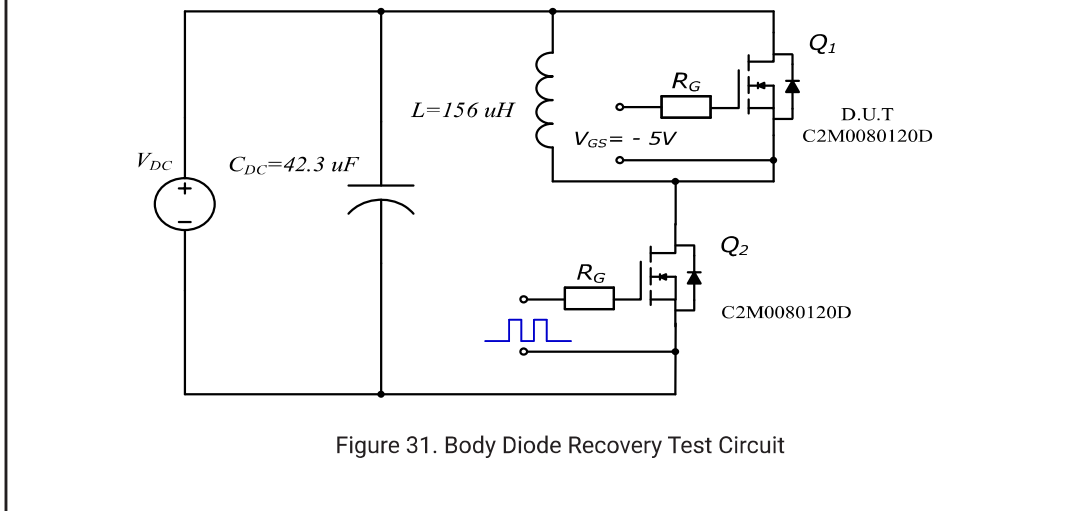 Q1
RG
L=156 uH
D.U.T
VGS= - 5V
C2M0080120D
VDC
CDC=42.3 uF
+
−
Q2
RG
C2M0080120D
Figure 31. Body Diode Recovery Test Circuit